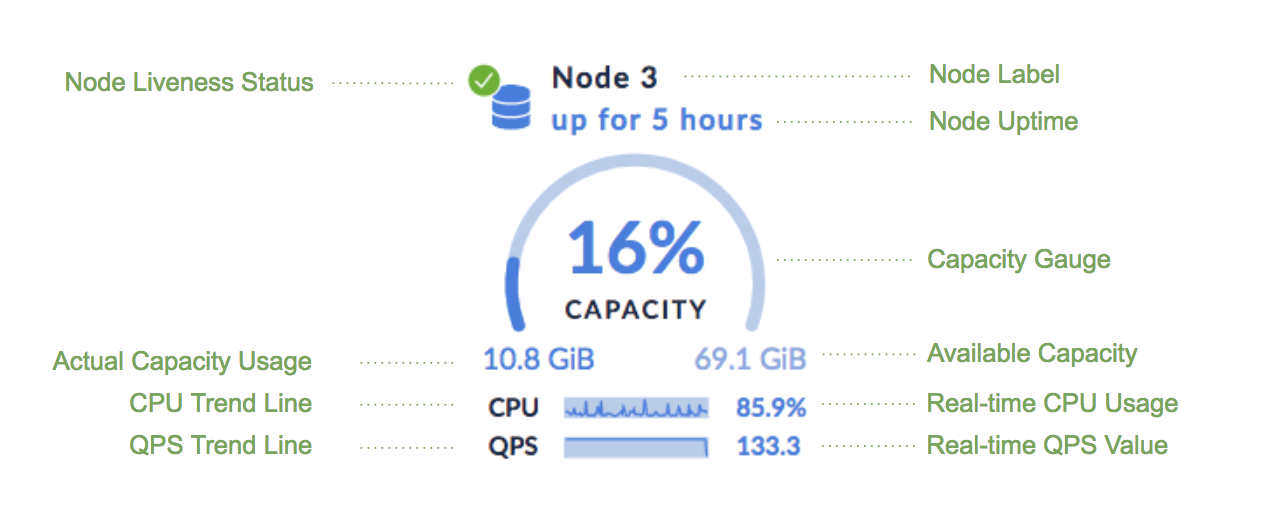 Node Liveness Status
Node 3
Node Label
up for 5 hours
Node Uptime
16%
CAPACITY
Capacity Gauge
Actual Capacity Usage
10.8 GiB
69.1 GiB
Available Capacity
CPU Trend Line
CPU
85.9%
Real-time CPU Usage
QPS Trend Line
QPS
133.3
Real-time QPS Value